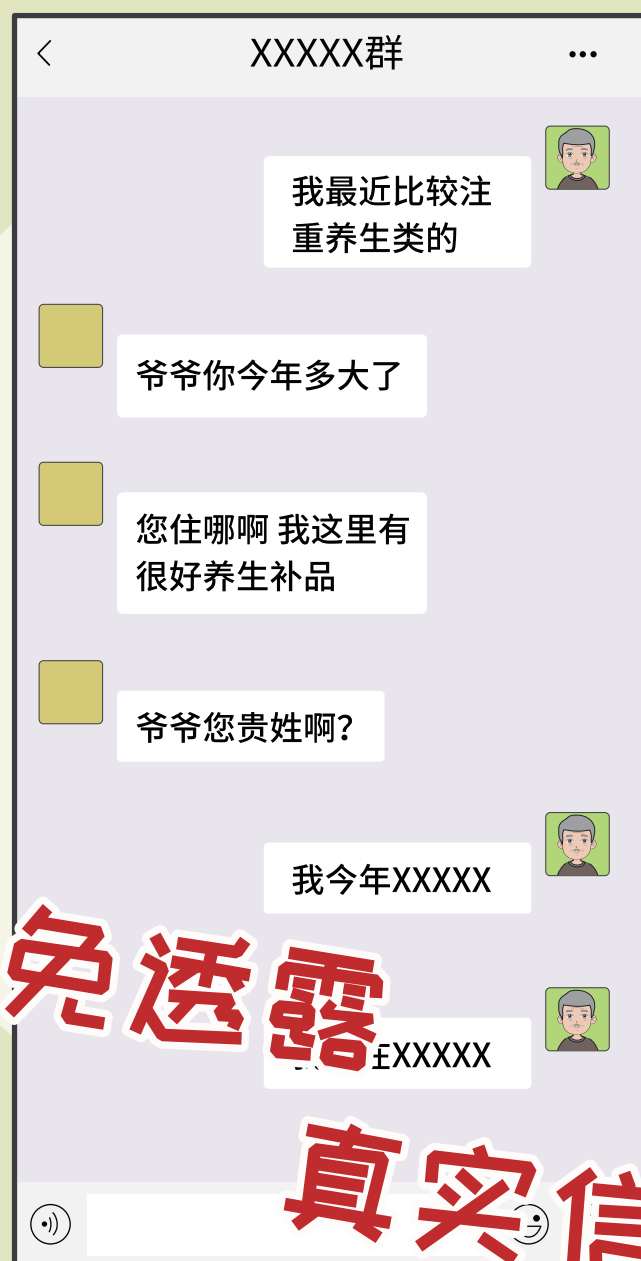 XXXXX群
我最近比较注
重养生类的
爷爷你今年多大了
您住哪啊 我这里有
很好养生补品
爷爷您贵姓啊?
我今年XXXXX
免透露
XXXXX
真实信